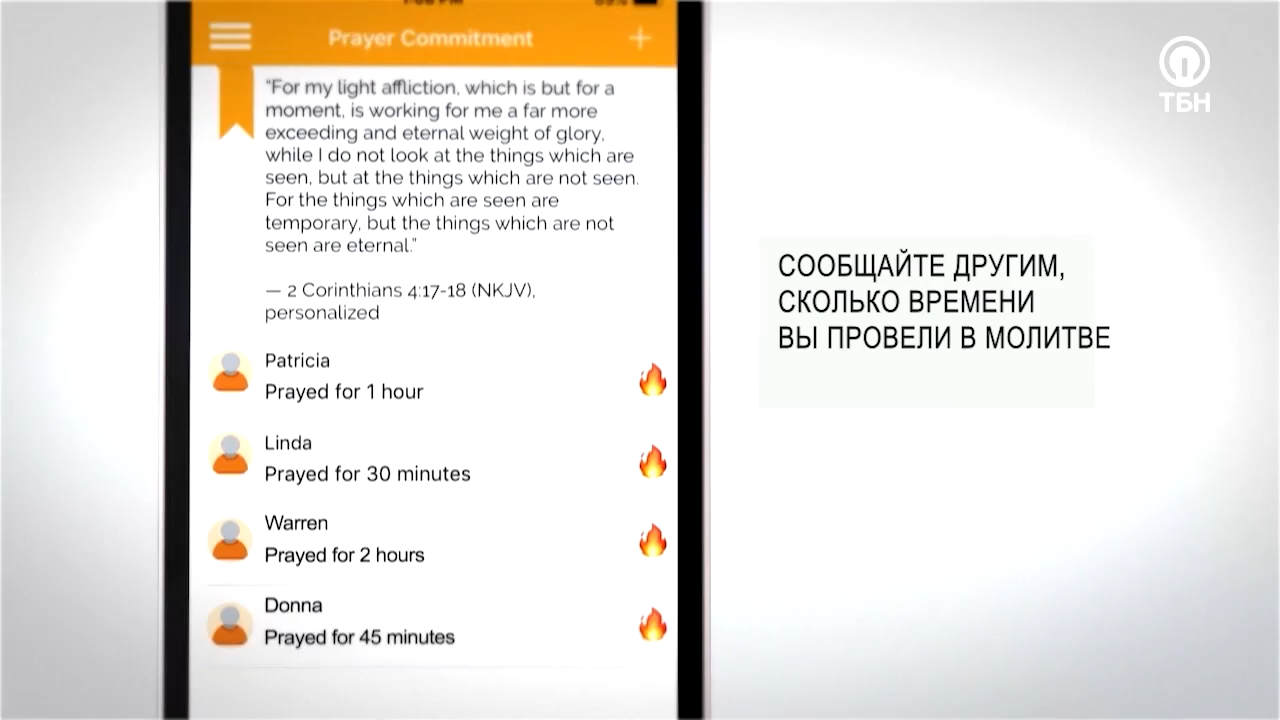 Prayer Commitment
+
"For my light affliction, which is but for a
moment, is working for me a far more
exceeding and eternal weight of glory,
while I do not look at the things which are
seen, but at the things which are not seen.
For the things which are seen are
temporary, but the things which are not
seen are eternal."
— 2 Corinthians 4:17-18 (NKJV),
personalized
Patricia
Prayed for 1 hour
Linda
Prayed for 30 minutes
Warren
Prayed for 2 hours
Donna
Prayed for 45 minutes
ТБН
СООБЩАЙТЕ ДРУГИМ,
СКОЛЬКО ВРЕМЕНИ
ВЫ ПРОВЕЛИ В МОЛИТВЕ